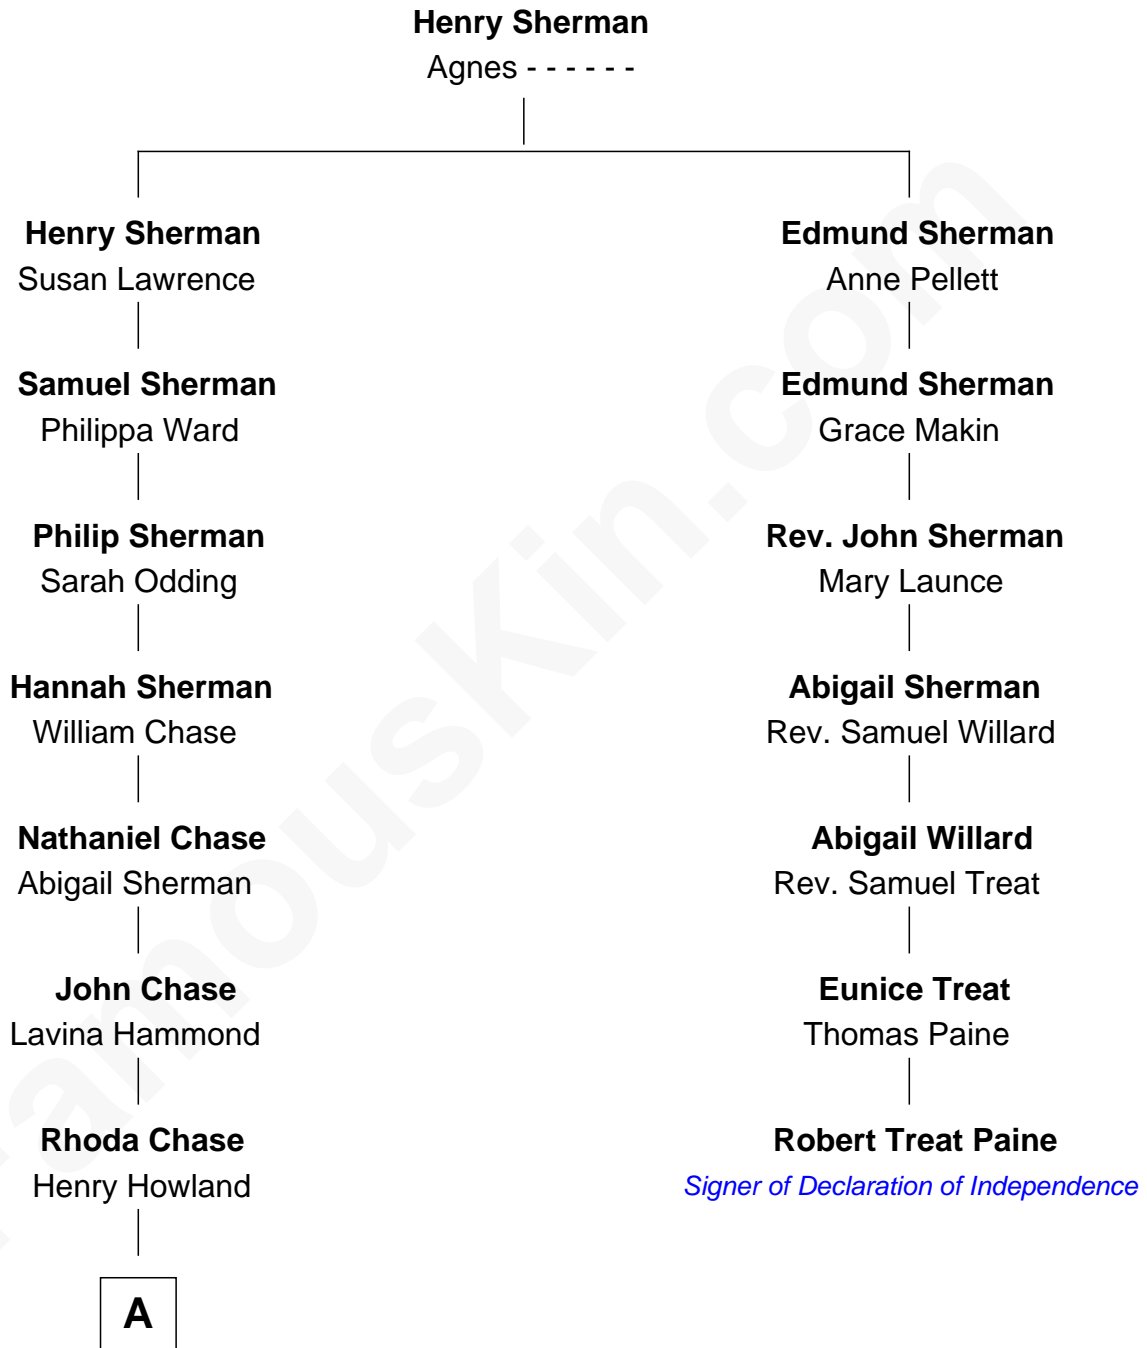 Henry Sherman
Agnes - - - - - -
Henry Sherman
Susan Lawrence
Edmund Sherman
Anne Pellett
Samuel Sherman
Philippa Ward
Edmund Sherman
Grace Makin
Philip Sherman
Sarah Odding
Rev. John Sherman
Mary Launce
Hannah Sherman
William Chase
Abigail Sherman
Rev. Samuel Willard
Nathaniel Chase
Abigail Sherman
Abigail Willard
Rev. Samuel Treat
John Chase
Lavina Hammond
Eunice Treat
Thomas Paine
Rhoda Chase
Henry Howland
Robert Treat Paine
Signer of Declaration of Independence
A
FamousKin.com